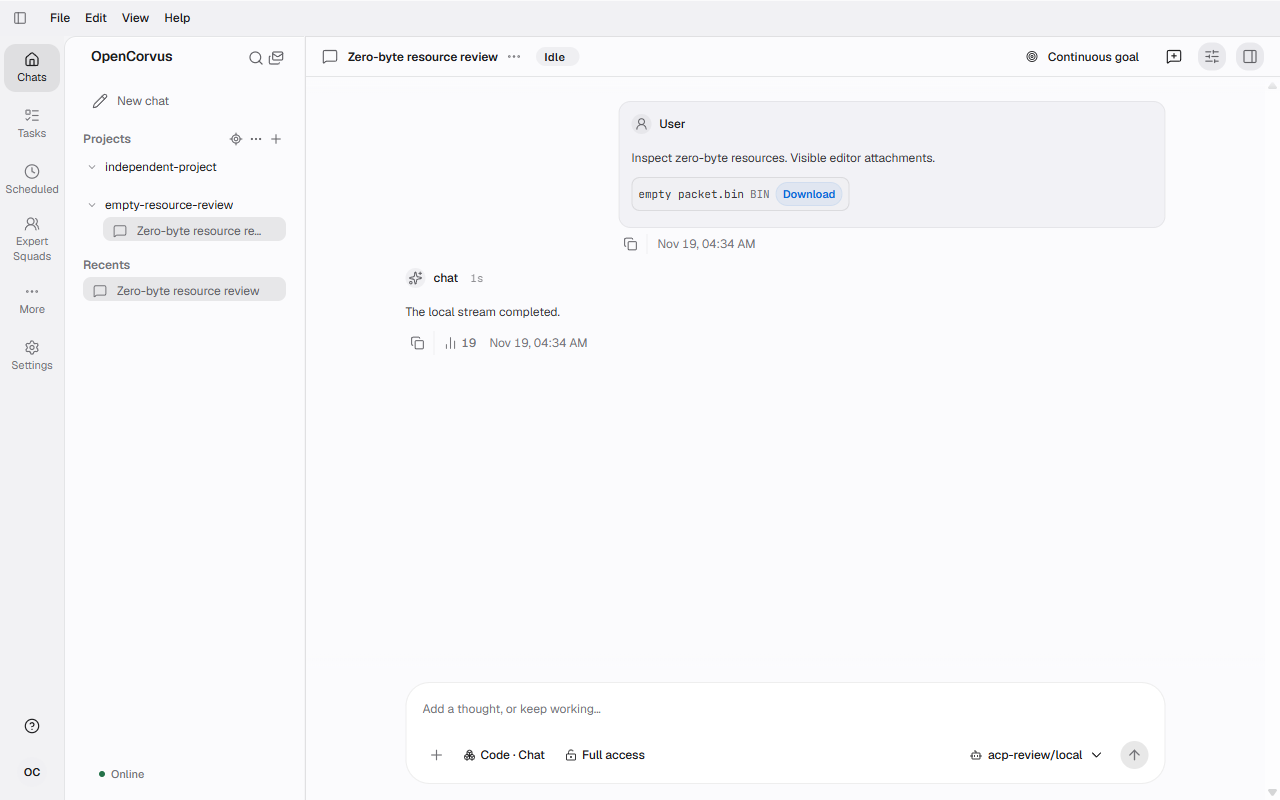 File Edit View Help
Chats
Tasks
Scheduled
Expert
Squads
More
Settings
OC
OpenCorvus
New chat
Projects
independent-project
empty-resource-review
Zero-byte resource re...
Recents
Zero-byte resource review
Online
Zero-byte resource review Idle Continuous goal
User
Inspect zero-byte resources. Visible editor attachments.
empty packet.bin BIN Download
Nov 19, 04:34 AM
chat 1s
The local stream completed.
19 Nov 19, 04:34 AM
Add a thought, or keep working...
Code · Chat Full access acp-review/local